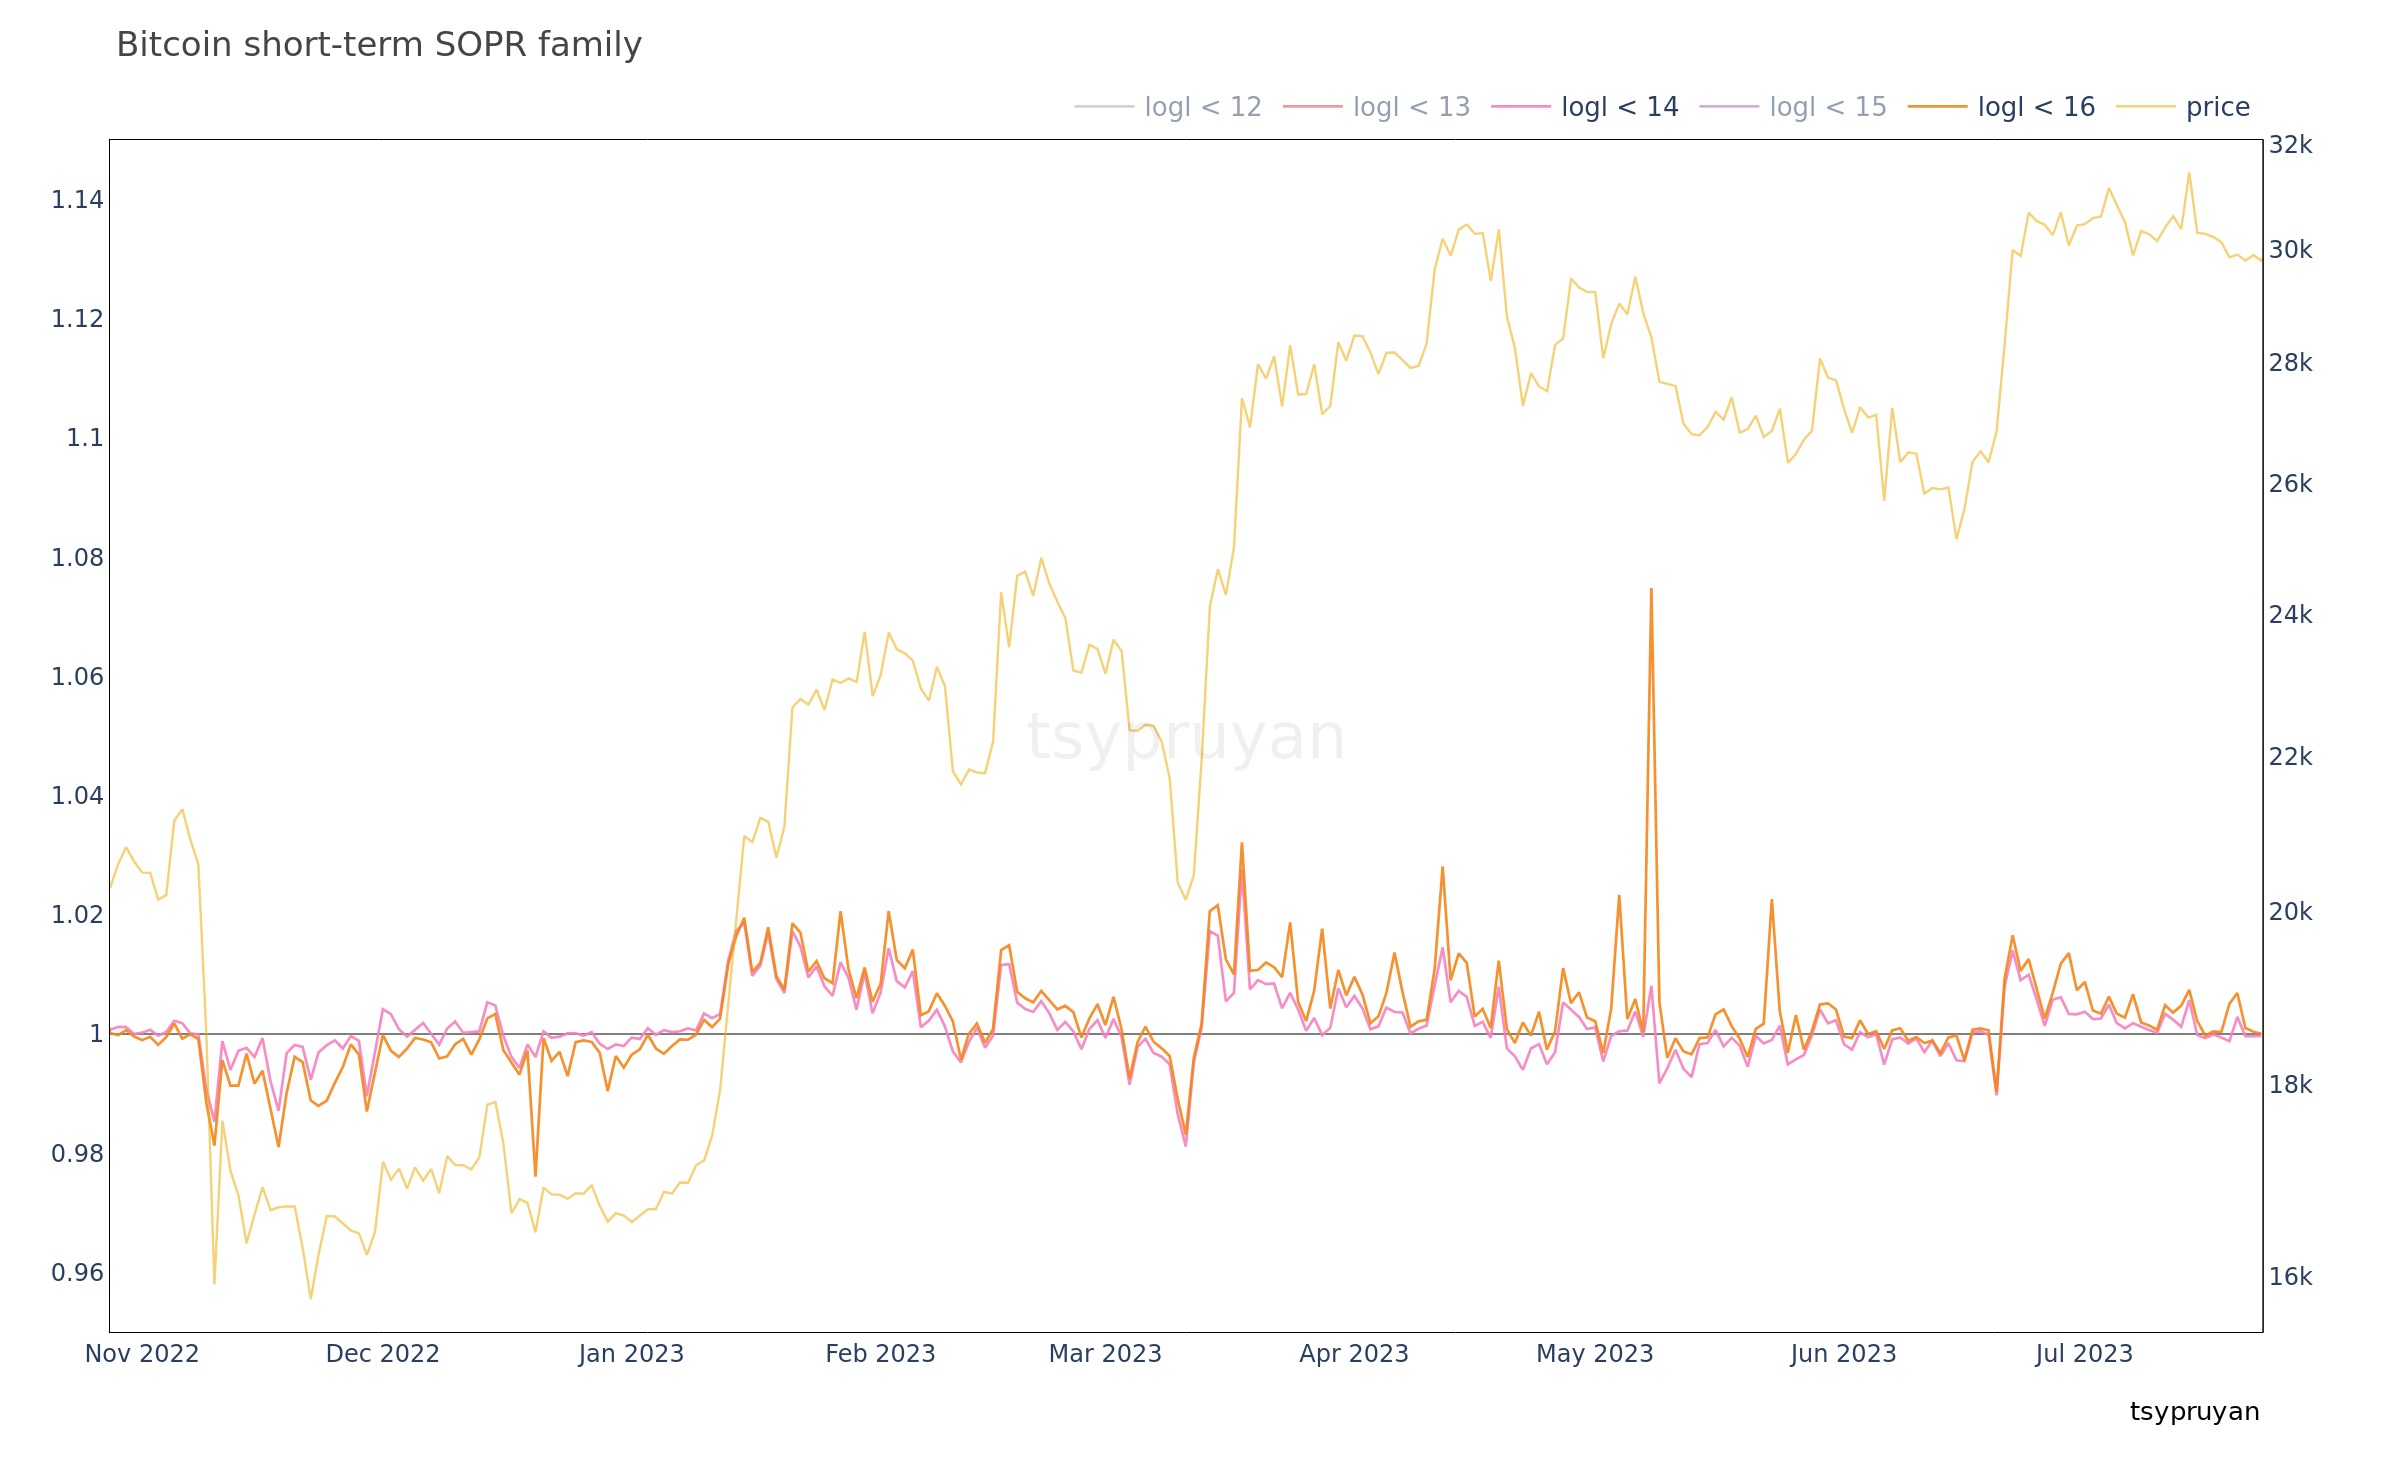 Bitcoin short-term SOPR family
logl < 12 logl < 13 logl < 14 logl < 15 logl < 16 price
32k
1.14
30k
1.12
28k
1.1
26k
1.08
24k
1.06
tsypruyan
22k
1.04
1.02
20k
1
18k
0.98
0.96
16k
Nov 2022 Dec 2022 Jan 2023 Feb 2023 Mar 2023 Apr 2023 May 2023 Jun 2023 Jul 2023
tsypruyan